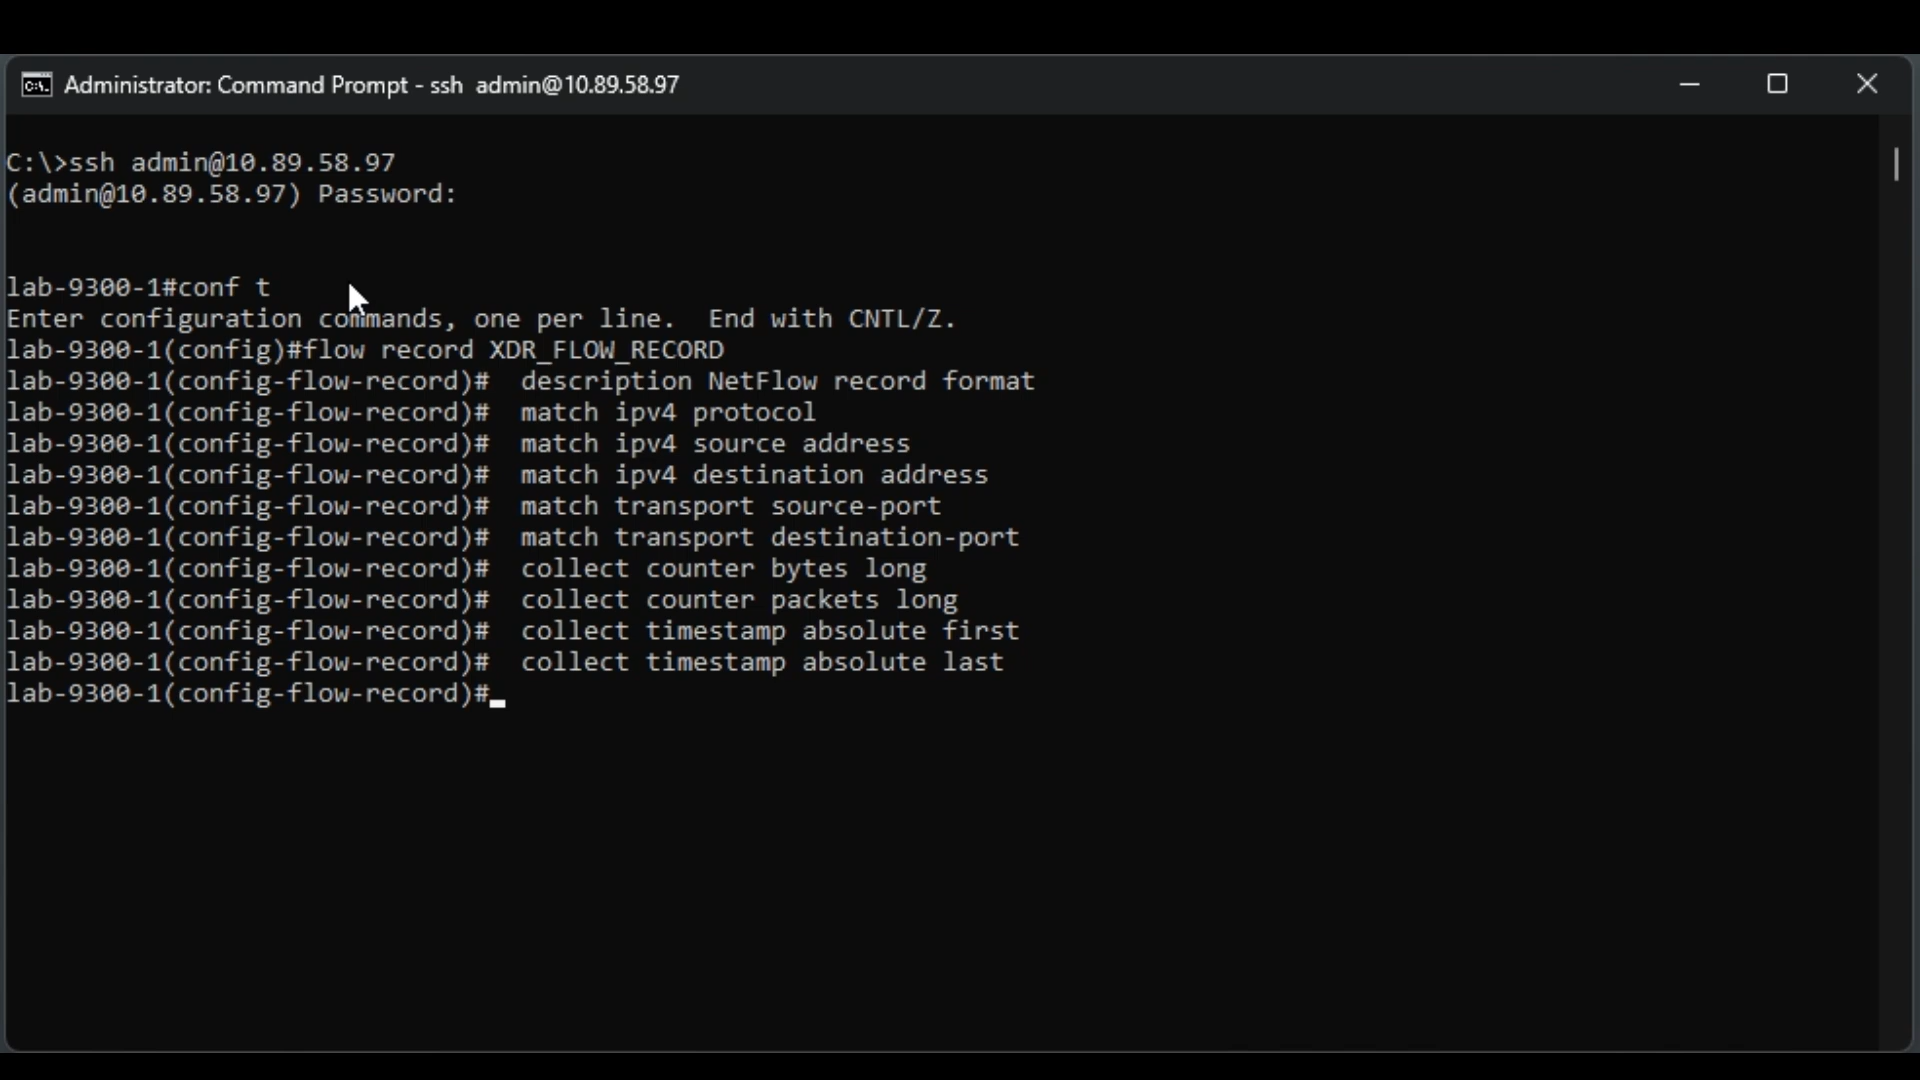 Administrator: Command Prompt - ssh  admin@10.89.58.97
C:\>ssh admin@10.89.58.97
(admin@10.89.58.97) Password:
lab-9300-1#conf t
Enter configuration commands, one per line.  End with CNTL/Z.
lab-9300-1(config)#flow record XDR_FLOW_RECORD
lab-9300-1(config-flow-record)#  description NetFlow record format
lab-9300-1(config-flow-record)#  match ipv4 protocol
lab-9300-1(config-flow-record)#  match ipv4 source address
lab-9300-1(config-flow-record)#  match ipv4 destination address
lab-9300-1(config-flow-record)#  match transport source-port
lab-9300-1(config-flow-record)#  match transport destination-port
lab-9300-1(config-flow-record)#  collect counter bytes long
lab-9300-1(config-flow-record)#  collect counter packets long
lab-9300-1(config-flow-record)#  collect timestamp absolute first
lab-9300-1(config-flow-record)#  collect timestamp absolute last
lab-9300-1(config-flow-record)#